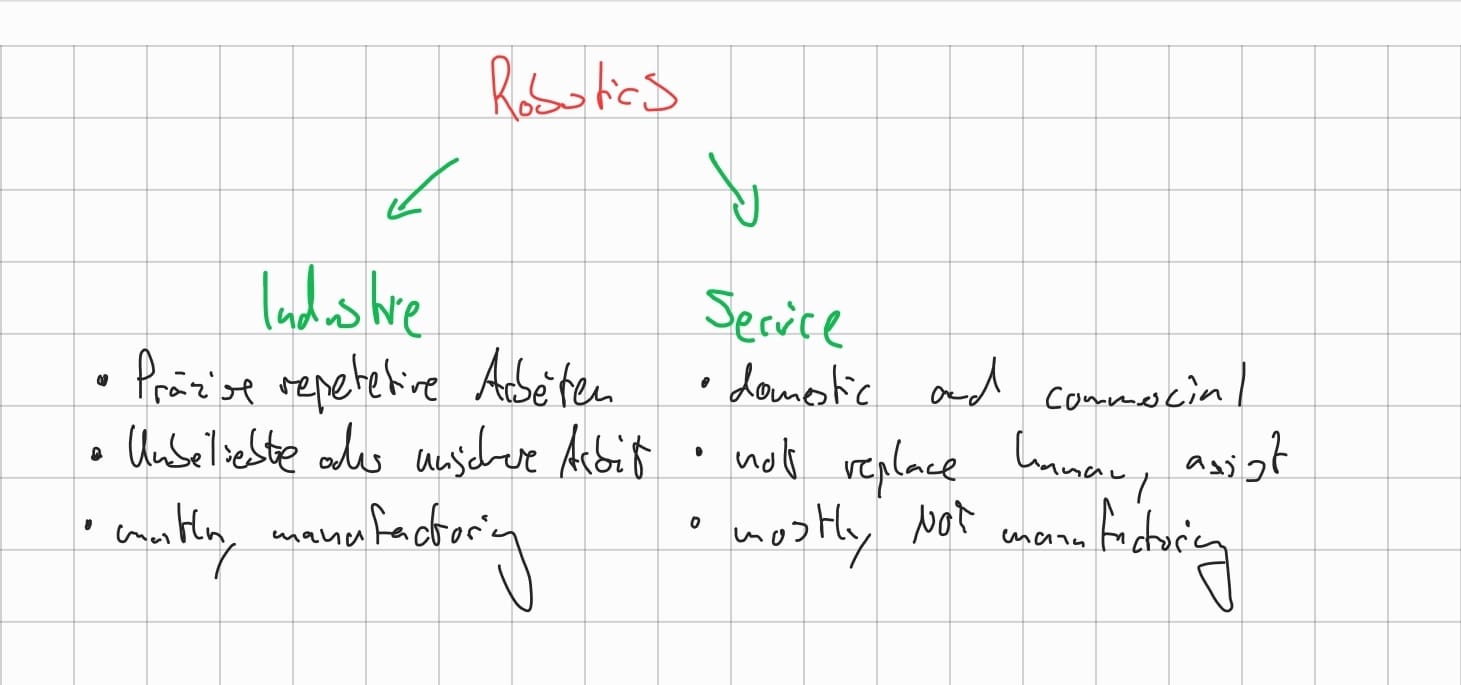 Robotics
Industrie
Service
• Präzise repetetive Arbeiten
• Unbeliebte oder unsichere Arbeit
• mostly manufactoring
• domestic and commercial
• not replace human, assist
• mostly NOT manufactoring